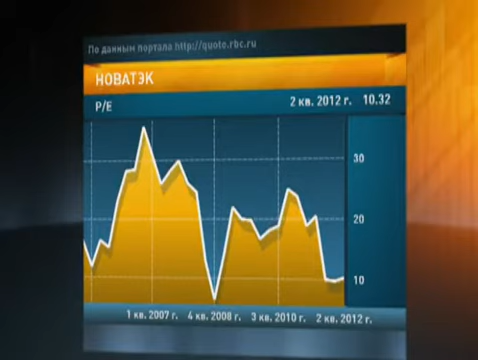 По данным портала http://quote.rbc.ru
НОВАТЭК
P/E 2 кв. 2012 г. 10.32
30
20
10
1 кв. 2007 г. 4 кв. 2008 г. 3 кв. 2010 г. 2 кв. 2012 г.